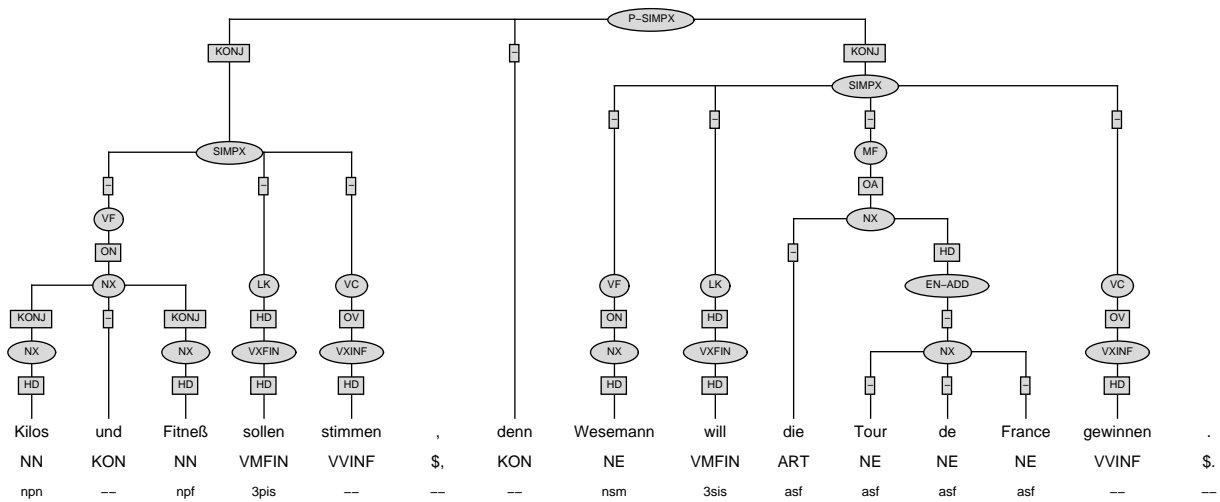 P–SIMPX
KONJ – KONJ
SIMPX
– – – –
SIMPX MF
– – – OA
VF NX
ON – HD
NX LK VC VF LK EN–ADD VC
KONJ – KONJ HD OV ON HD – OV
NX NX VXFIN VXINF NX VXFIN NX VXINF
HD HD HD HD HD HD – – – HD
Kilos und Fitneß sollen stimmen , denn Wesemann will die Tour de France gewinnen .
NN KON NN VMFIN VVINF $, KON NE VMFIN ART NE NE NE VVINF $.
npn –– npf 3pis –– –– –– nsm 3sis asf asf asf asf –– ––